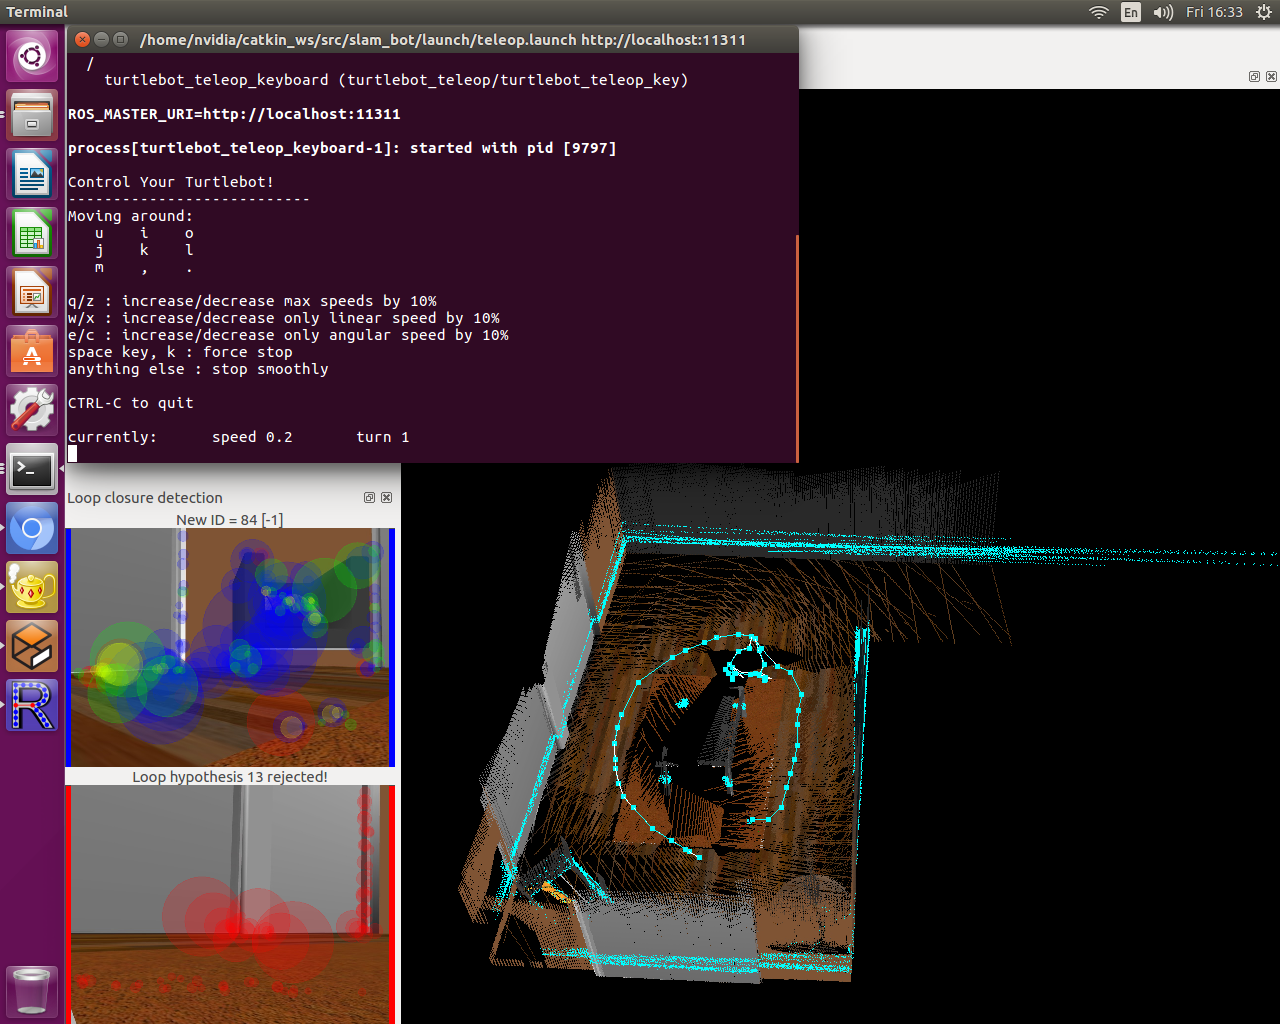 Terminal
En
Fri 16:33
/home/nvidia/catkin_ws/src/slam_bot/launch/teleop.launch http://localhost:11311
/
turtlebot_teleop_keyboard (turtlebot_teleop/turtlebot_teleop_key)
ROS_MASTER_URI=http://localhost:11311
process[turtlebot_teleop_keyboard-1]: started with pid [9797]
Control Your Turtlebot!
---------------------------
Moving around:
u i o
j k l
m , .
q/z : increase/decrease max speeds by 10%
w/x : increase/decrease only linear speed by 10%
e/c : increase/decrease only angular speed by 10%
space key, k : force stop
anything else : stop smoothly
CTRL-C to quit
currently: speed 0.2 turn 1
Loop closure detection
New ID = 84 [-1]
Loop hypothesis 13 rejected!